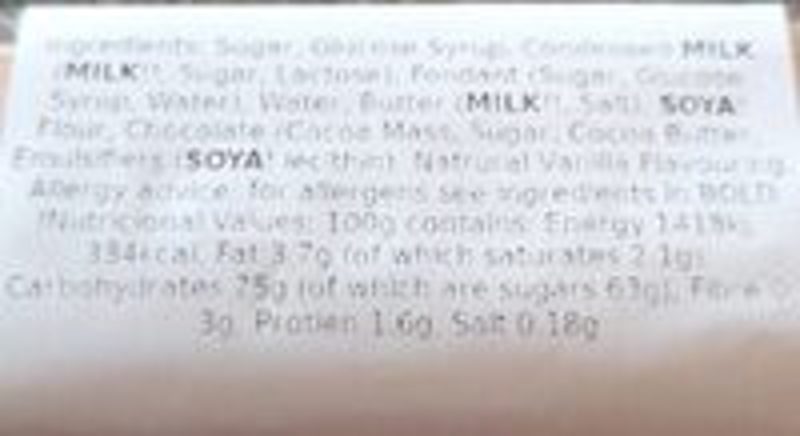 Ingredients: Sugar, Glucose Syrup, Condensed MILK
(MILK, Sugar, Lactose), Fondant (Sugar, Glucose
Syrup, Water), Water, Butter (MILK, Salt), SOYA
Flour, Chocolate (Cocoa Mass, Sugar, Cocoa Butter,
Emulsifiers (SOYA lecithin), Natrural Vanilla Flavouring
Allergy advice: for allergens see ingredients in BOLD
Nutricional Values: 100g contains: Energy
334kcal, Fat 3.7g (of which saturates 2.1g)
Carbohydrates 75g (of which are sugars 63g), Fibre
3g, Protien 1.6g, Salt 0.18g